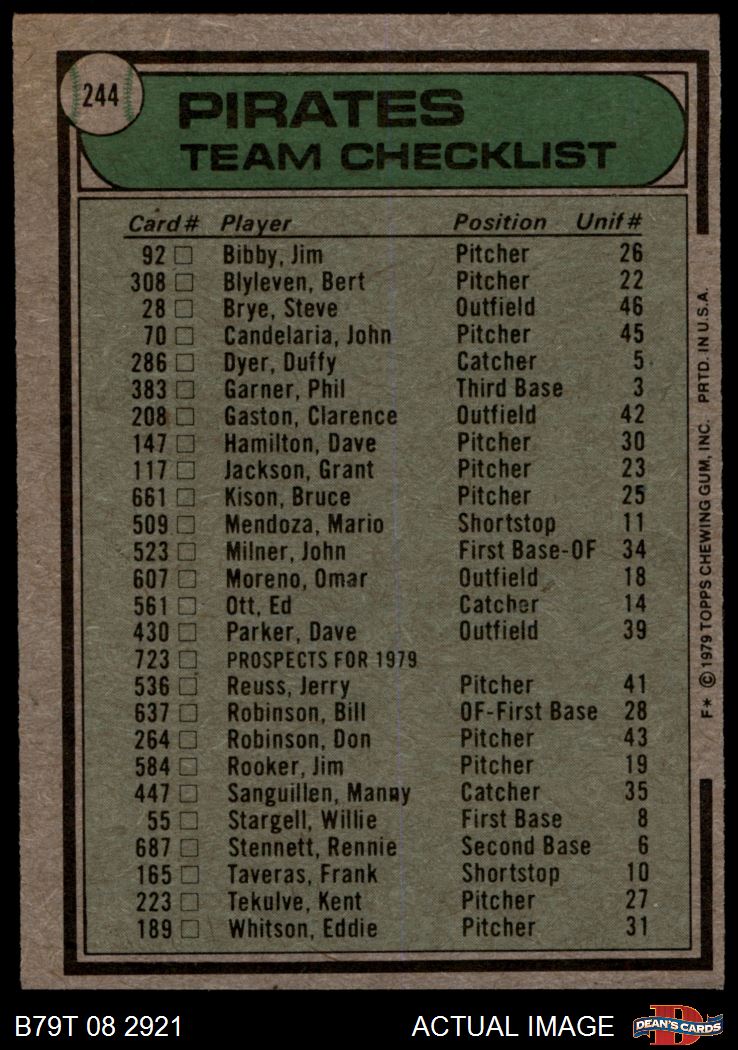 244
PIRATES
TEAM CHECKLIST
Card# Player Position Unif#
92 Bibby, Jim Pitcher 26
308 Blyleven, Bert Pitcher 22
28 Brye, Steve Outfield 46
70 Candelaria, John Pitcher 45
286 Dyer, Duffy Catcher 5
383 Garner, Phil Third Base 3
208 Gaston, Clarence Outfield 42
147 Hamilton, Dave Pitcher 30
117 Jackson, Grant Pitcher 23
661 Kison, Bruce Pitcher 25
509 Mendoza, Mario Shortstop 11
523 Milner, John First Base-OF 34
607 Moreno, Omar Outfield 18
561 Ott, Ed Catcher 14
430 Parker, Dave Outfield 39
723 PROSPECTS FOR 1979
536 Reuss, Jerry Pitcher 41
637 Robinson, Bill OF-First Base 28
264 Robinson, Don Pitcher 43
584 Rooker, Jim Pitcher 19
447 Sanguillen, Manny Catcher 35
55 Stargell, Willie First Base 8
687 Stennett, Rennie Second Base 6
165 Taveras, Frank Shortstop 10
223 Tekulve, Kent Pitcher 27
189 Whitson, Eddie Pitcher 31
F* © 1979 TOPPS CHEWING GUM, INC. PRTD. IN U.S.A.
B79T 08 2921 ACTUAL IMAGE
D
DEAN'S CARDS